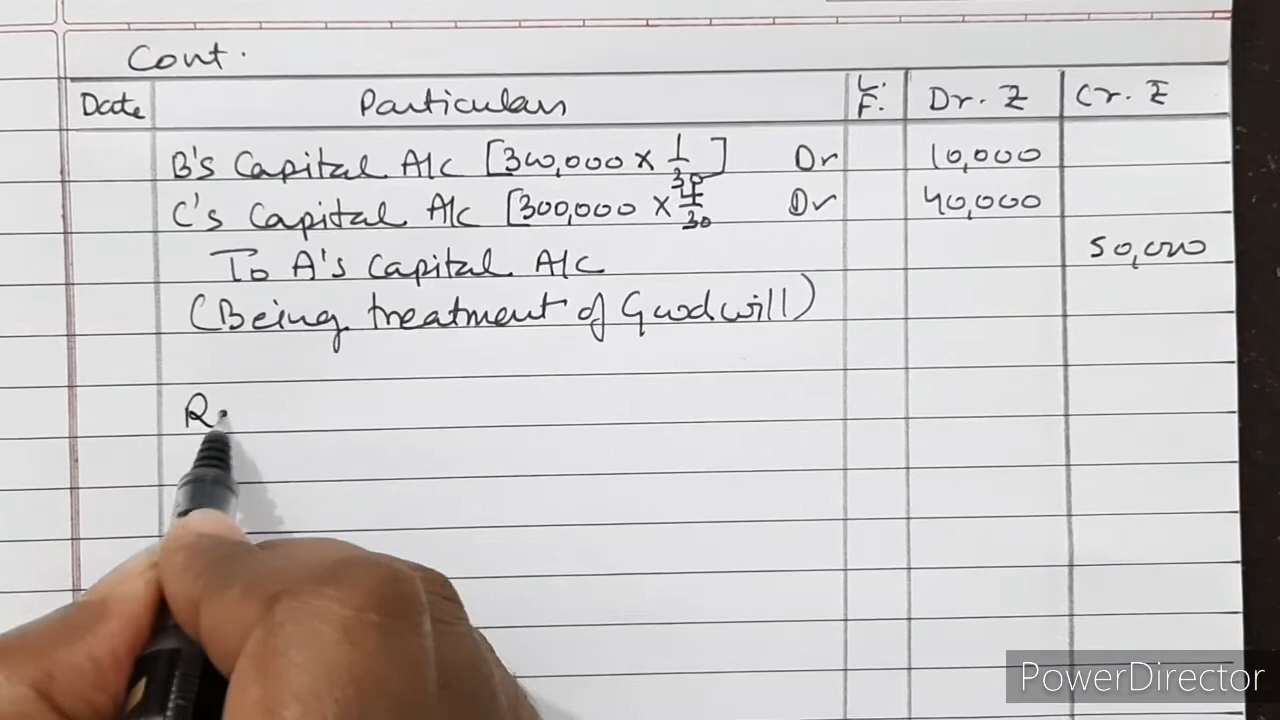 Cont.
Date Particulars L.F. Dr. ₹ Cr. ₹
B's Capital A/c [300,000 × 1/30] Dr 10,000
C's Capital A/c [300,000 × 4/30 Dr 40,000
To A's Capital A/c 50,000
(Being treatment of Goodwill)
R
PowerDirector